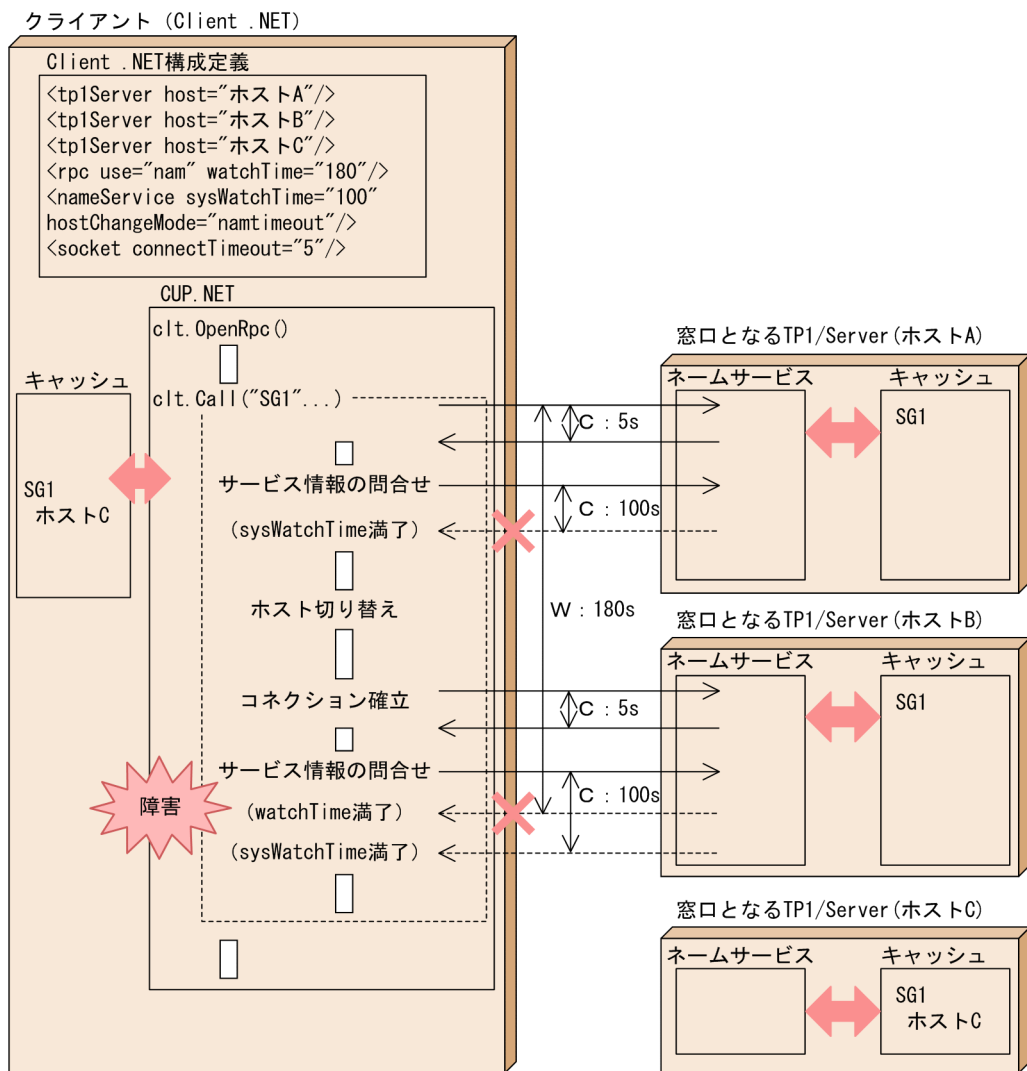 クライアント（Client .NET）
Client .NET構成定義
<tp1Server host="ホストA"/>
<tp1Server host="ホストB"/>
<tp1Server host="ホストC"/>
<rpc use="nam" watchTime="180"/>
<nameService sysWatchTime="100"
hostChangeMode="namtimeout"/>
<socket connectTimeout="5"/>
CUP.NET
clt.OpenRpc()
キャッシュ
SG1
ホストC
clt.Call("SG1"...)
C：5s
サービス情報の問合せ
C：100s
(sysWatchTime満了)
ホスト切り替え
W：180s
コネクション確立
C：5s
サービス情報の問合せ
C：100s
障害
(watchTime満了)
(sysWatchTime満了)
窓口となるTP1/Server(ホストA)
ネームサービス
キャッシュ
SG1
窓口となるTP1/Server(ホストB)
ネームサービス
キャッシュ
SG1
窓口となるTP1/Server(ホストC)
ネームサービス
キャッシュ
SG1
ホストC